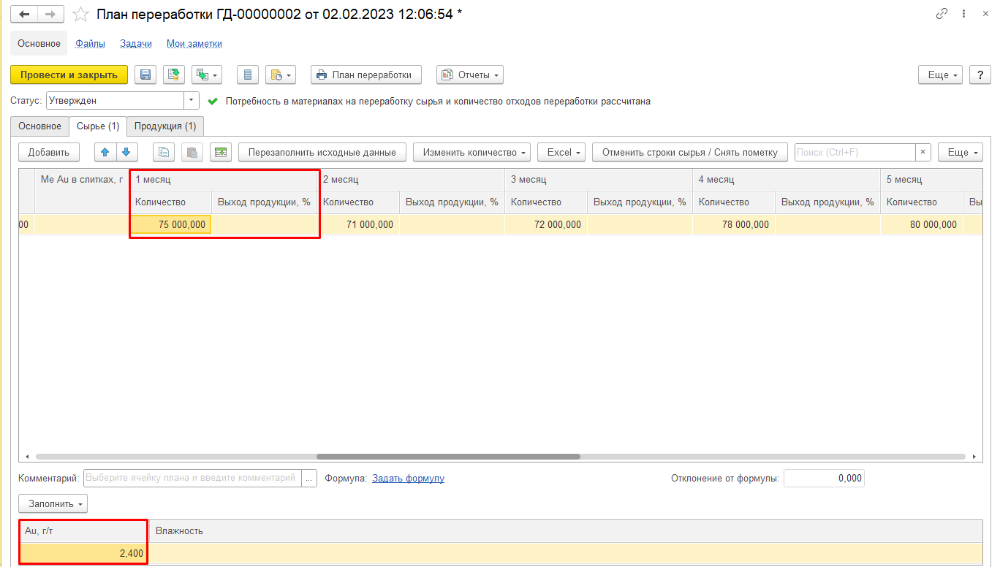 План переработки ГД-00000002 от 02.02.2023 12:06:54 *
Основное Файлы Задачи Мои заметки
Провести и закрыть План переработки Отчеты Еще ?
Статус: Утвержден Потребность в материалах на переработку сырья и количество отходов переработки рассчитана
Основное Сырье (1) Продукция (1)
Добавить Перезаполнить исходные данные Изменить количество Excel Отменить строки сырья / Снять пометку Поиск (Ctrl+F) × Еще
Ме Au в слитках, г 1 месяц 2 месяц 3 месяц 4 месяц 5 месяц
Количество Выход продукции, % Количество Выход продукции, % Количество Выход продукции, % Количество Выход продукции, % Количество Вы
00 75 000,000 71 000,000 72 000,000 78 000,000 80 000,000
Комментарий: Выберите ячейку плана и введите комментарий ... Формула: Задать формулу Отклонение от формулы: 0,000
Заполнить
Au, г/т Влажность
2,400